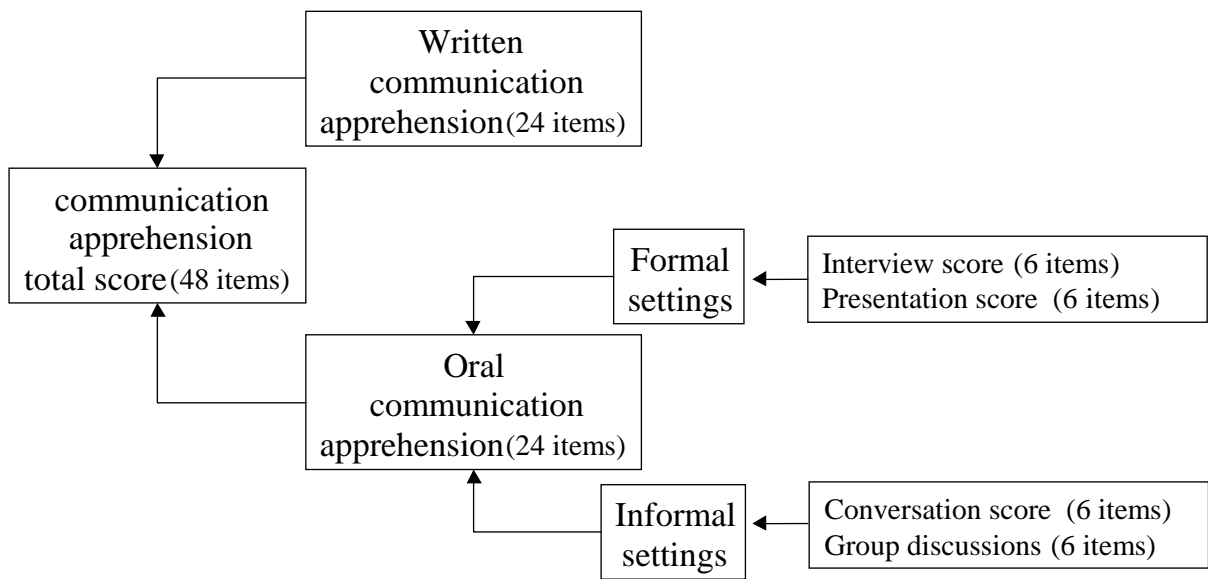 Written
communication
apprehension (24 items)
communication
apprehension
total score (48 items)
Formal
settings
Interview score (6 items)
Presentation score (6 items)
Oral
communication
apprehension (24 items)
Informal
settings
Conversation score (6 items)
Group discussions (6 items)